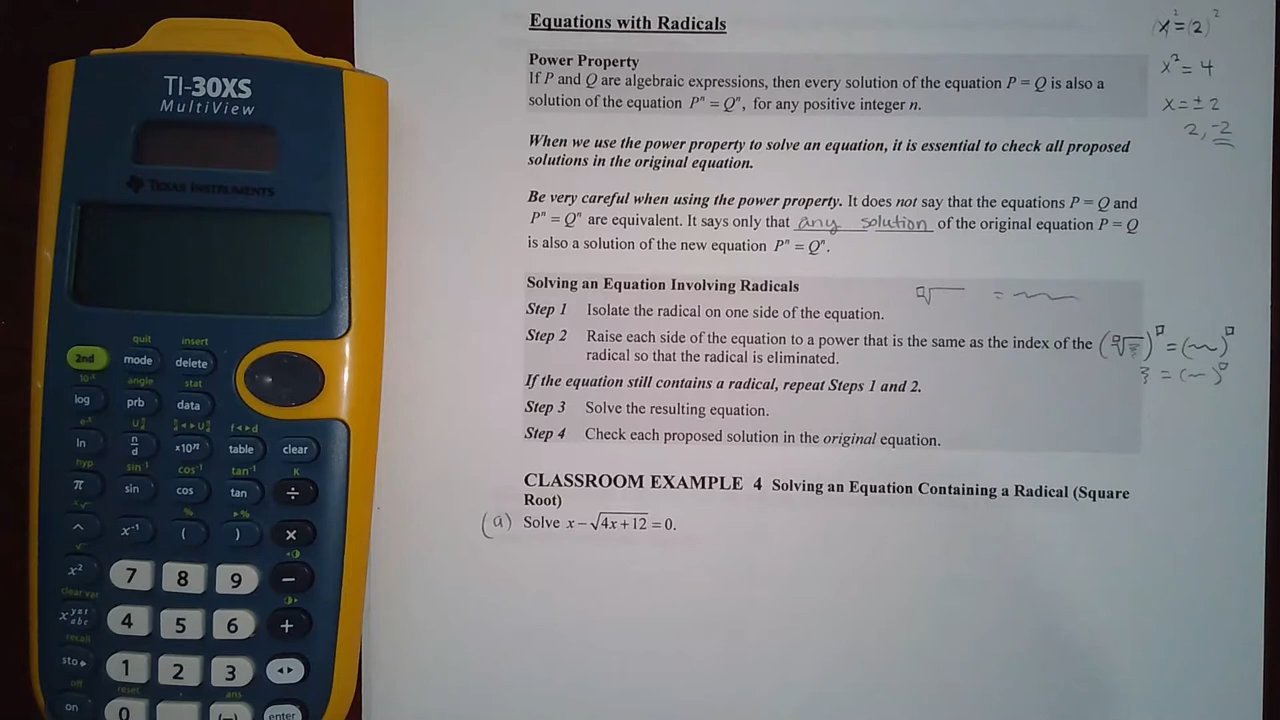 TI-30XS
MultiView
TEXAS INSTRUMENTS
quit insert
2nd mode delete
10ˣ angle stat
log prb data
eˣ f◄►d
ln n/d ×10ⁿ table clear
hyp sin⁻¹ cos⁻¹ tan⁻¹ K
π sin cos tan ÷
% ►%
^ x⁻¹ ( ) ×
√
x² 7 8 9 −
clear var
x yzt abc 4 5 6 +
recall
sto► 1 2 3 ◄►
off reset ans
on 0 . (−) enter
Equations with Radicals
Power Property
If P and Q are algebraic expressions, then every solution of the equation P = Q is also a
solution of the equation Pⁿ = Qⁿ, for any positive integer n.
When we use the power property to solve an equation, it is essential to check all proposed
solutions in the original equation.
Be very careful when using the power property. It does not say that the equations P = Q and
Pⁿ = Qⁿ are equivalent. It says only that any solution of the original equation P = Q
is also a solution of the new equation Pⁿ = Qⁿ.
Solving an Equation Involving Radicals
Step 1 Isolate the radical on one side of the equation.
Step 2 Raise each side of the equation to a power that is the same as the index of the
radical so that the radical is eliminated.
If the equation still contains a radical, repeat Steps 1 and 2.
Step 3 Solve the resulting equation.
Step 4 Check each proposed solution in the original equation.
CLASSROOM EXAMPLE 4 Solving an Equation Containing a Radical (Square
Root)
(a) Solve x − √(4x + 12) = 0.
(x)² = (2)²
x² = 4
x = ± 2
2, -2